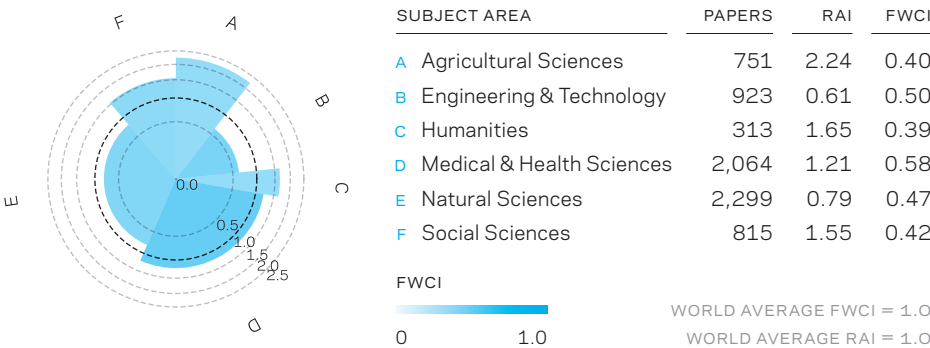 F A
B
E C
0.0
0.5
1.0
1.5
2.0
2.5
D
SUBJECT AREA PAPERS RAI FWCI
A Agricultural Sciences 751 2.24 0.40
B Engineering & Technology 923 0.61 0.50
C Humanities 313 1.65 0.39
D Medical & Health Sciences 2,064 1.21 0.58
E Natural Sciences 2,299 0.79 0.47
F Social Sciences 815 1.55 0.42
FWCI
0 1.0
WORLD AVERAGE FWCI = 1.0
WORLD AVERAGE RAI = 1.0